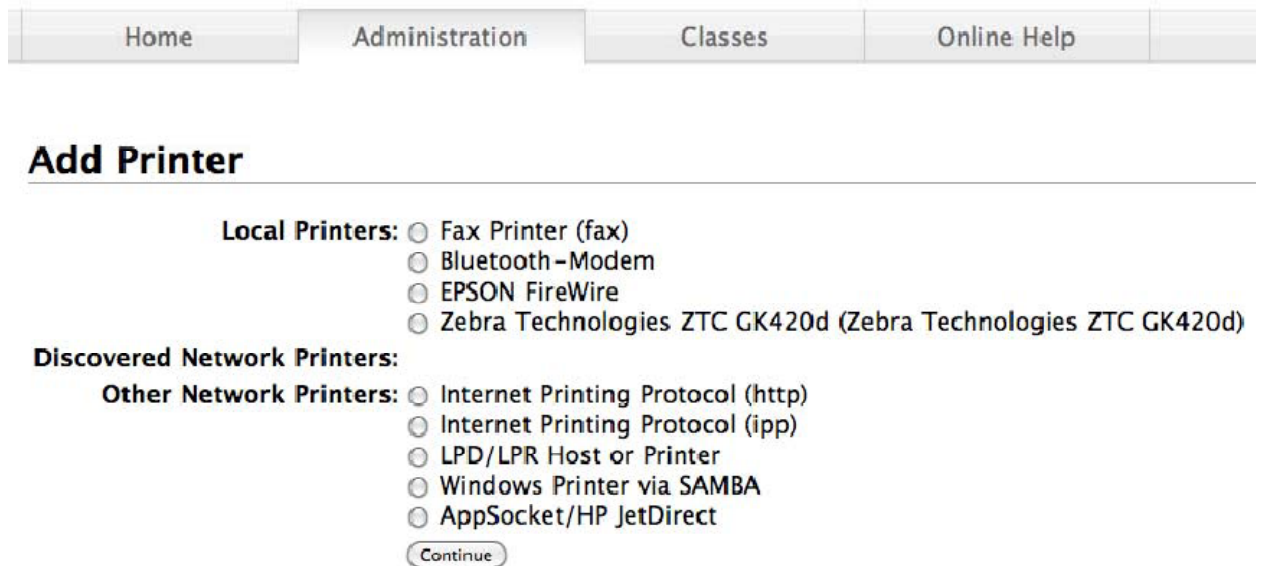 Home Administration Classes Online Help
Add Printer
Local Printers: Fax Printer (fax)
Bluetooth-Modem
EPSON FireWire
Zebra Technologies ZTC GK420d (Zebra Technologies ZTC GK420d)
Discovered Network Printers:
Other Network Printers: Internet Printing Protocol (http)
Internet Printing Protocol (ipp)
LPD/LPR Host or Printer
Windows Printer via SAMBA
AppSocket/HP JetDirect
Continue